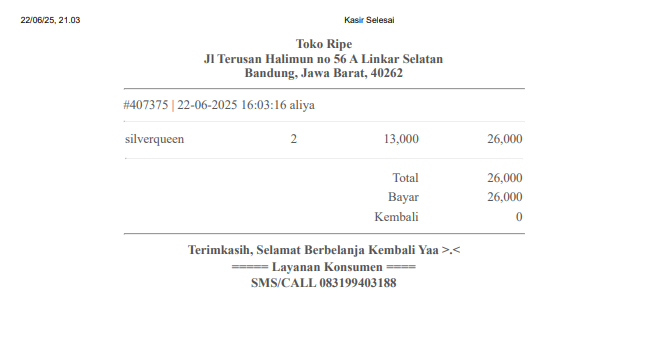 22/06/25, 21.03 Kasir Selesai
Toko Ripe
Jl Terusan Halimun no 56 A Linkar Selatan
Bandung, Jawa Barat, 40262
#407375 | 22-06-2025 16:03:16 aliya
silverqueen 2 13,000 26,000
Total 26,000
Bayar 26,000
Kembali 0
Terimkasih, Selamat Berbelanja Kembali Yaa >.<
===== Layanan Konsumen ====
SMS/CALL 083199403188